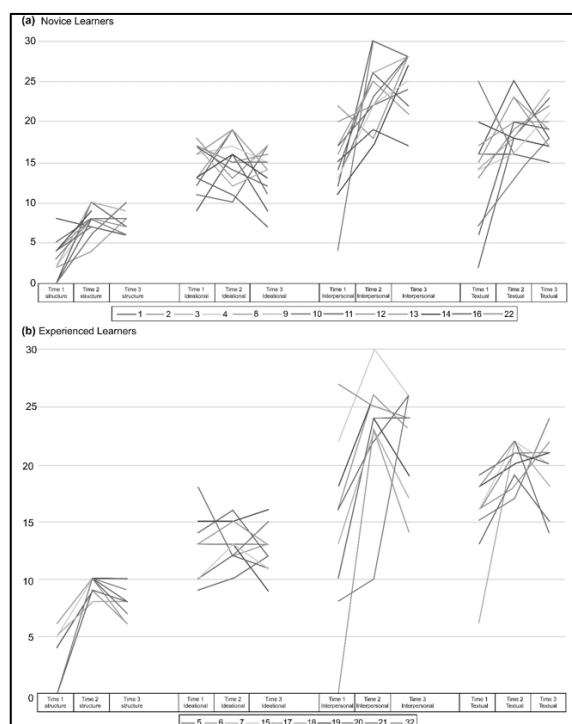 (a) Novice Learners
30
25
20
15
10
5
0
Time 1 structure Time 2 structure Time 3 structure Time 1 Ideational Time 2 Ideational Time 3 Ideational Time 1 Interpersonal Time 2 Interpersonal Time 3 Interpersonal Time 1 Textual Time 2 Textual Time 3 Textual
1 2 3 4 8 9 10 11 12 13 14 16 22
(b) Experienced Learners
30
25
20
15
10
5
0
Time 1 structure Time 2 structure Time 3 structure Time 1 Ideational Time 2 Ideational Time 3 Ideational Time 1 Interpersonal Time 2 Interpersonal Time 3 Interpersonal Time 1 Textual Time 2 Textual Time 3 Textual
5 6 7 15 17 18 19 20 21 32